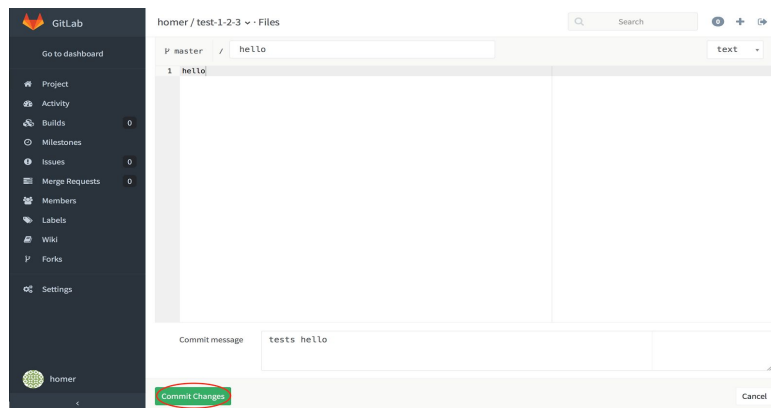 GitLab
homer / test-1-2-3 · Files
Search
0
Go to dashboard
master / hello
text
1 hello
Project
Activity
Builds 0
Milestones
Issues 0
Merge Requests 0
Members
Labels
Wiki
Forks
Settings
Commit message
tests hello
homer
Commit Changes
Cancel